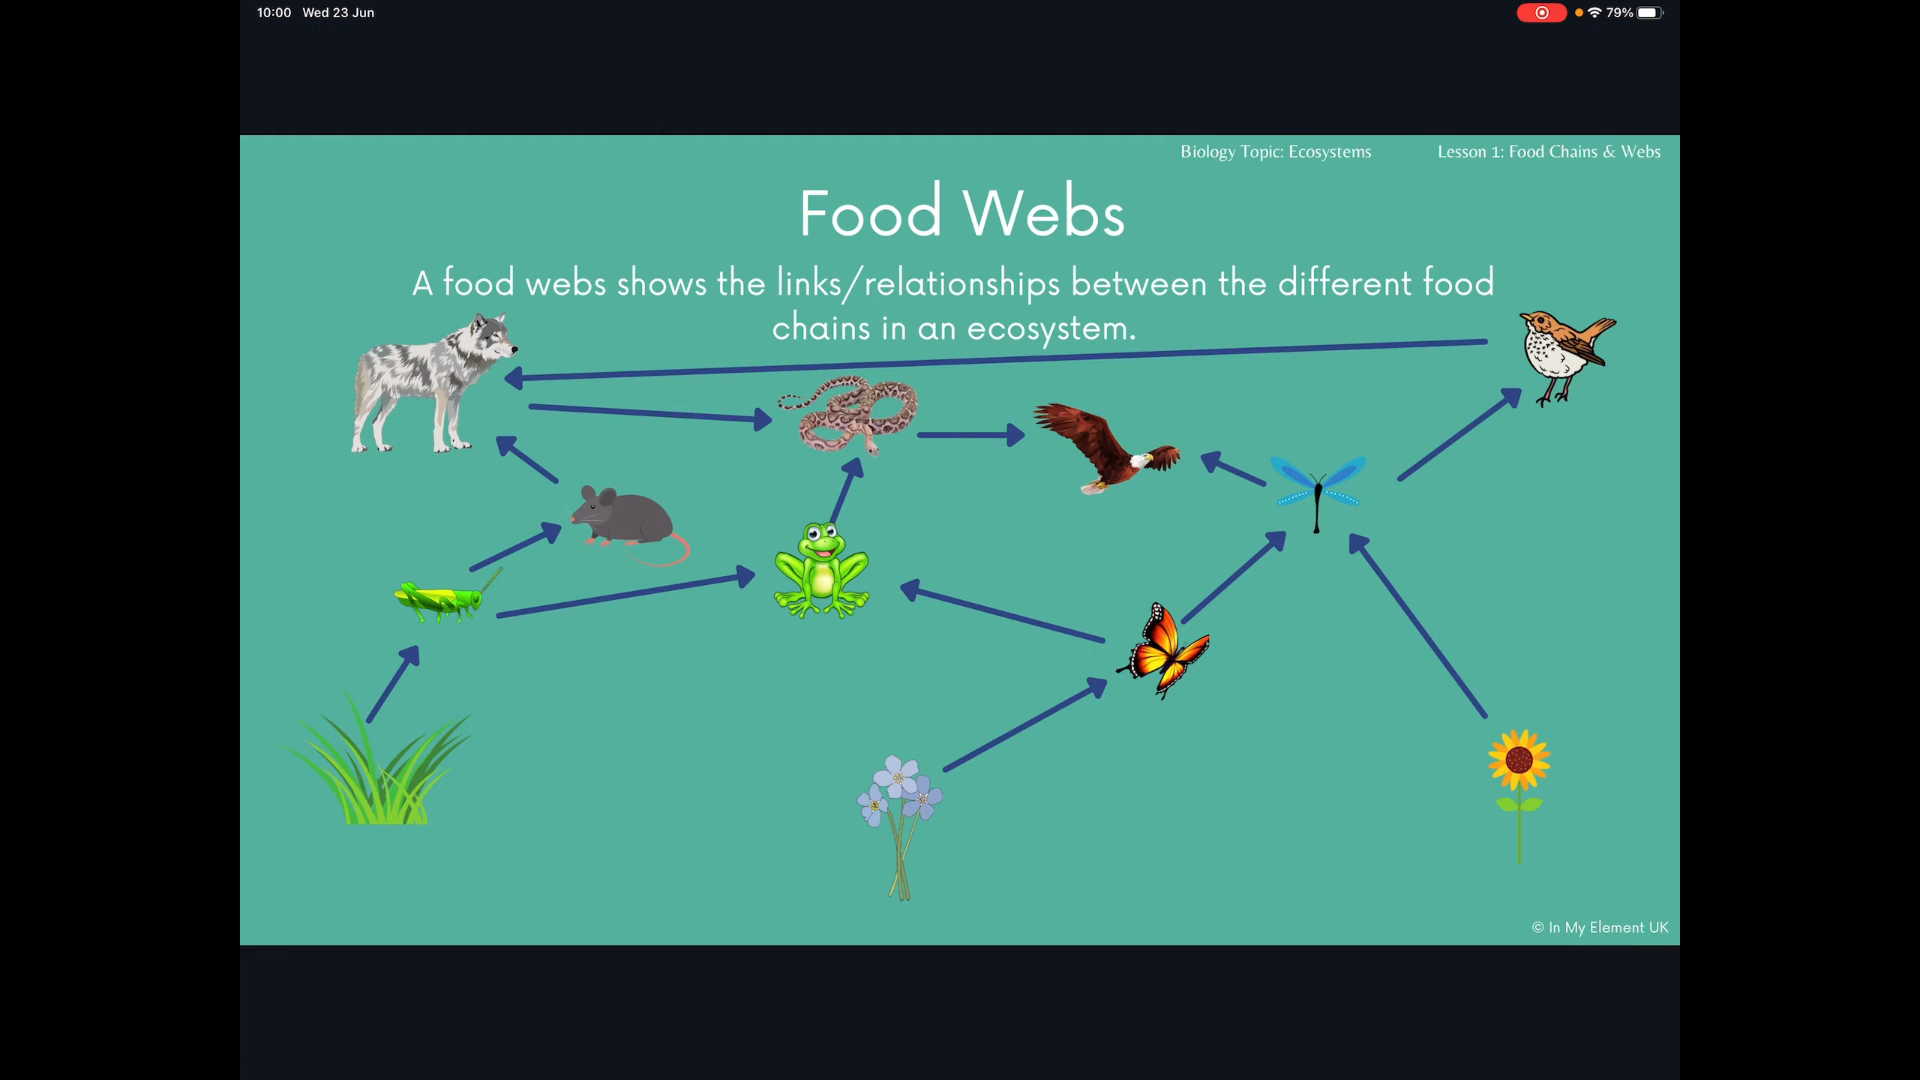 10:00 Wed 23 Jun
79%
Biology Topic: Ecosystems Lesson 1: Food Chains & Webs
Food Webs
A food webs shows the links/relationships between the different food
chains in an ecosystem.
© In My Element UK